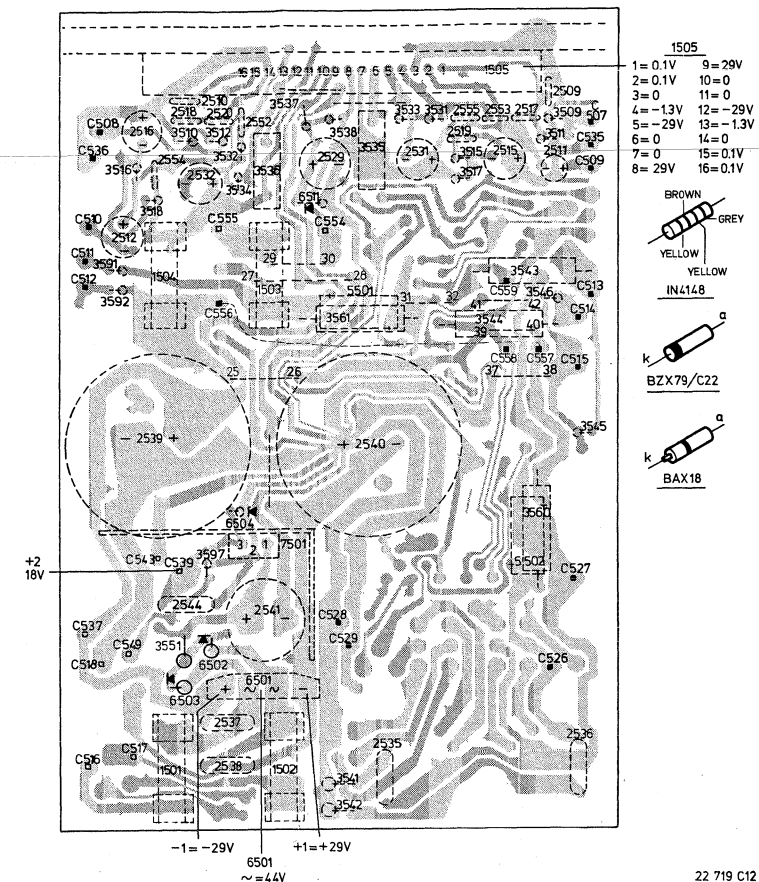 1505
1= 0.1V 9= 29V
2= 0.1V 10= 0
3= 0 11= 0
4= -1.3V 12= -29V
5= -29V 13= -1.3V
6= 0 14= 0
7= 0 15= 0.1V
8= 29V 16= 0.1V
16 15 14 13 12 11 10 9 8 7 6 5 4 3 2 1 1505
2509
2510 3537
2518 2520 2552 3533 3531 2555 2553 2517 3509
C508 2516 3510 3512 3538 3535 2519 3511 C535
C536 2554 3532 3536 2529 2531 3515 2515 2511
3516 2532 3534 3517 C509
3518 6511
C510 2512 C555 C554
C511 29 30
3591 1504 27 28 3543
C512 1503 5501 C559 3546 C513
3592 31 32
C556 3561 41 42 C514
3544
39 40
C558 C557 C515
25 26 37 38
3545
- 2539 + + 2540 -
6504 3560
3 2 1 7501
C543 C539 3597 5502 C527
+2
18V
2544 2541
+ -
C537 C528
C549 3551 C529
C518 6502 C526
6503 6501
+ ~ ~ -
2537 2536
C517 2535
C516 1501 2538 1502 3541
3542
-1= -29V +1=+29V
6501
~=44V
BROWN
GREY
YELLOW
YELLOW
IN4148
a
k
BZX79/C22
a
k
BAX18
22 719 C12